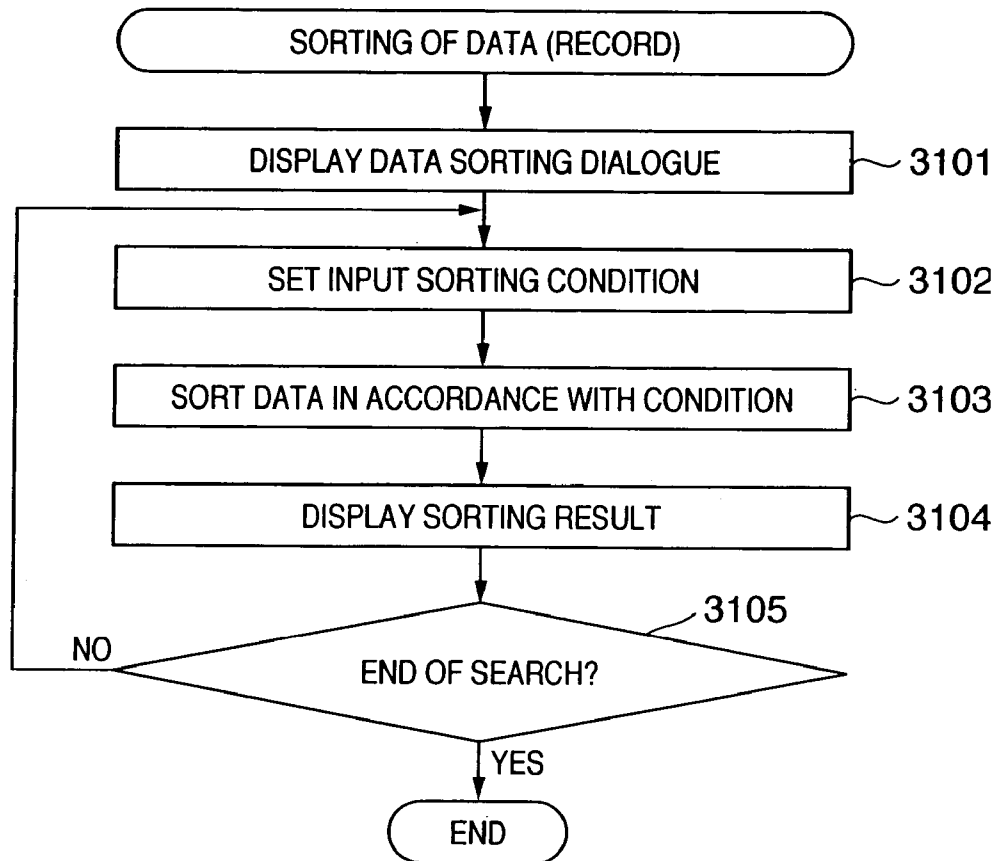 SORTING OF DATA (RECORD)
DISPLAY DATA SORTING DIALOGUE 3101
SET INPUT SORTING CONDITION 3102
SORT DATA IN ACCORDANCE WITH CONDITION 3103
DISPLAY SORTING RESULT 3104
3105
NO
END OF SEARCH?
YES
END